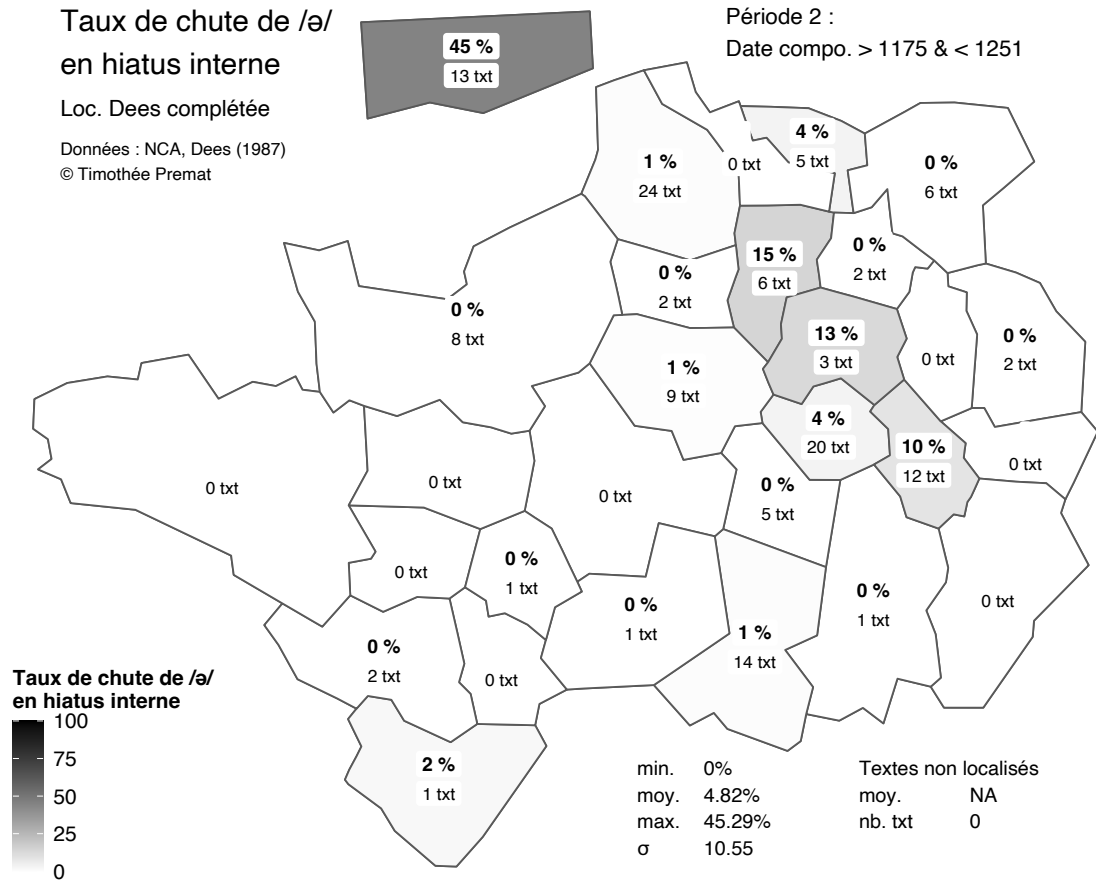 Taux de chute de /ə/
en hiatus interne
Loc. Dees complétée
Données : NCA, Dees (1987)
© Timothée Premat
Période 2 :
Date compo. > 1175 & < 1251
45 %
13 txt
4 %
5 txt
1 %
24 txt
0 txt
0 %
6 txt
15 %
6 txt
0 %
2 txt
0 %
2 txt
0 %
8 txt
13 %
3 txt
0 txt
0 %
2 txt
1 %
9 txt
4 %
20 txt
10 %
12 txt
0 txt
0 txt
0 txt
0 txt
0 %
5 txt
0 txt
0 %
1 txt
0 %
1 txt
0 %
1 txt
0 txt
0 %
2 txt
0 txt
1 %
14 txt
2 %
1 txt
Taux de chute de /ə/
en hiatus interne
100
75
50
25
0
min. 0%
moy. 4.82%
max. 45.29%
σ 10.55
Textes non localisés
moy. NA
nb. txt 0